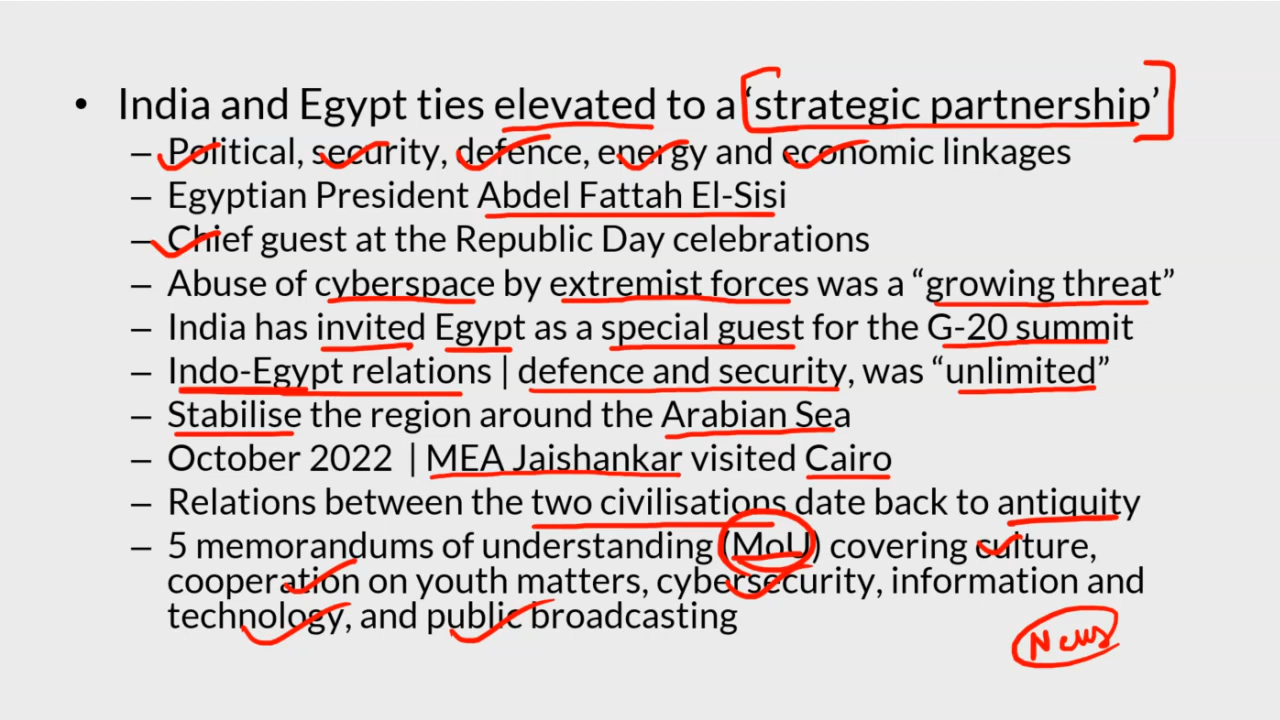 • India and Egypt ties elevated to a ‘strategic partnership’
– Political, security, defence, energy and economic linkages
– Egyptian President Abdel Fattah El-Sisi
– Chief guest at the Republic Day celebrations
– Abuse of cyberspace by extremist forces was a “growing threat”
– India has invited Egypt as a special guest for the G-20 summit
– Indo-Egypt relations | defence and security, was “unlimited”
– Stabilise the region around the Arabian Sea
– October 2022 | MEA Jaishankar visited Cairo
– Relations between the two civilisations date back to antiquity
– 5 memorandums of understanding (MoU) covering culture,
cooperation on youth matters, cybersecurity, information and
technology, and public broadcasting
News